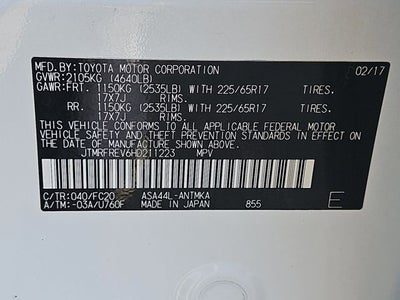 MFD.BY:TOYOTA MOTOR CORPORATION 02/17
GVWR:2105KG (4640LB)
GAWR:FRT. 1150KG (2535LB) WITH 225/65R17 TIRES.
17X7J RIMS.
RR. 1150KG (2535LB) WITH 225/65R17 TIRES.
17X7J RIMS.
THIS VEHICLE CONFORMS TO ALL APPLICABLE FEDERAL MOTOR
VEHICLE SAFETY AND THEFT PREVENTION STANDARDS IN EFFECT ON
THE DATE OF MANUFACTURE SHOWN ABOVE.
JTMRFREV6HD211223 MPV
C/TR:040/FC20 ASA44L-ANTMKA
A/TM:-03A/U760F MADE IN JAPAN 855 E